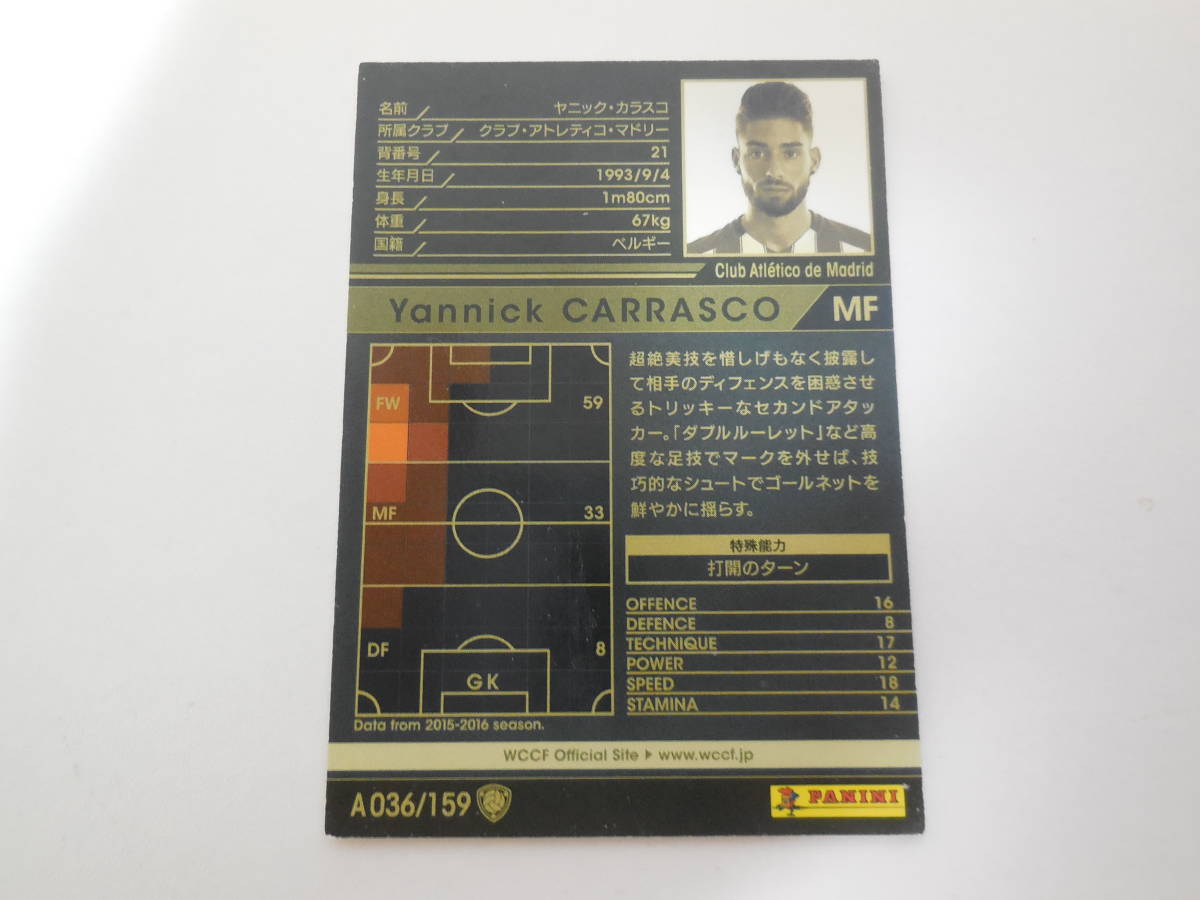 名前 ヤニック・カラスコ
所属クラブ クラブ・アトレティコ・マドリー
背番号 21
生年月日 1993/9/4
身長 1m80cm
体重 67kg
国籍 ベルギー
Club Atlético de Madrid
Yannick CARRASCO MF
FW 59
MF 33
DF 8
GK
Data from 2015-2016 season.
超絶美技を惜しげもなく披露し
て相手のディフェンスを困惑させ
るトリッキーなセカンドアタッ
カー。「ダブルルーレット」など高
度な足技でマークを外せば、技
巧的なシュートでゴールネットを
鮮やかに揺らす。
特殊能力
打開のターン
OFFENCE 16
DEFENCE 8
TECHNIQUE 17
POWER 12
SPEED 18
STAMINA 14
WCCF Official Site ▶ www.wccf.jp
A036/159
PANINI